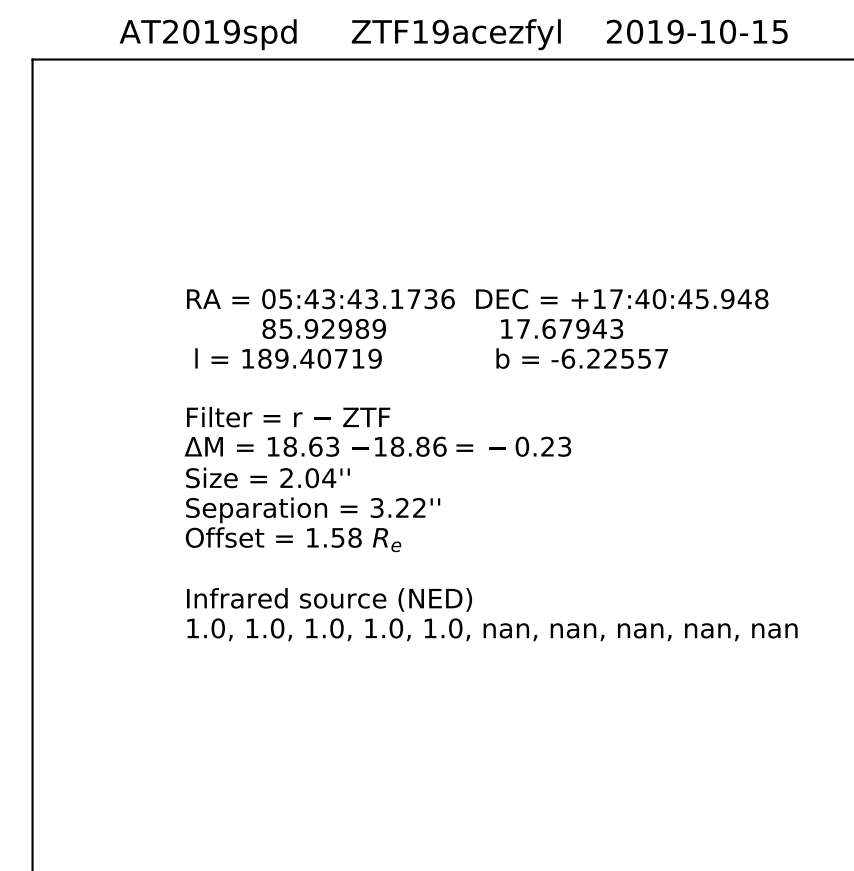 AT2019spd ZTF19acezfyl 2019-10-15
RA = 05:43:43.1736 DEC = +17:40:45.948
85.92989 17.67943
l = 189.40719 b = -6.22557
Filter = r − ZTF
ΔM = 18.63 −18.86 = − 0.23
Size = 2.04''
Separation = 3.22''
Offset = 1.58 Re
Infrared source (NED)
1.0, 1.0, 1.0, 1.0, 1.0, nan, nan, nan, nan, nan